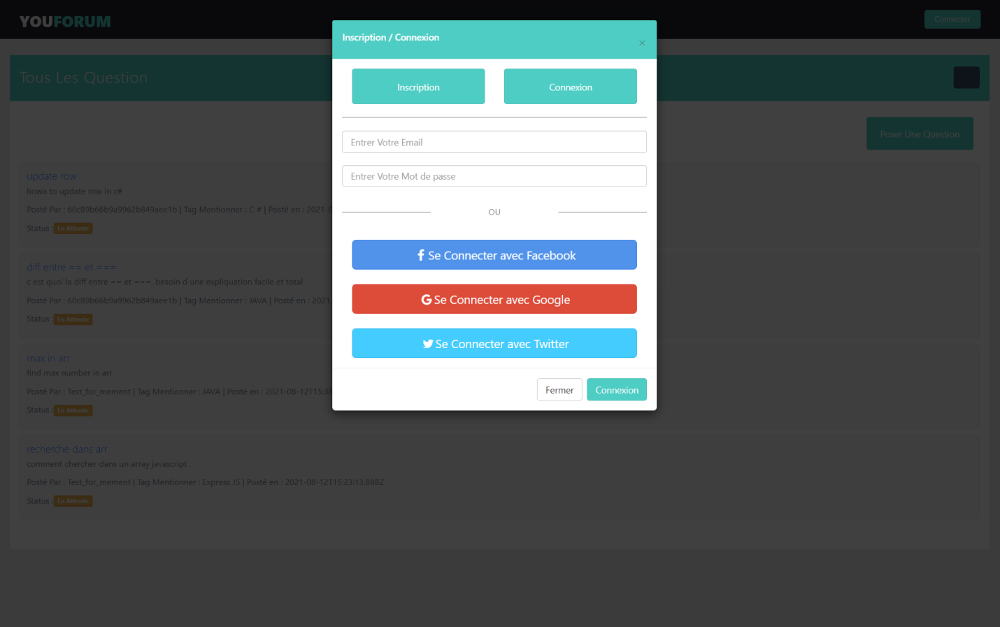 YOUFORUM
Connecter
Inscription / Connexion
×
Tous Les Question
Inscription
Connexion
Poser Une Question
Entrer Votre Email
Entrer Votre Mot de passe
OU
Se Connecter avec Facebook
Se Connecter avec Google
Se Connecter avec Twitter
Fermer
Connexion
update row
howa to update row in c#
Posté Par : 60c89b66b9a9962b849aee1b | Tag Mentionner : C # | Posté en : 2021-0
Status : En Attente
diff entre == et ===
c est quoi la diff entre == et ===, besoin d une expliquation facile et total
Posté Par : 60c89b66b9a9962b849aee1b | Tag Mentionner : JAVA | Posté en : 2021-
Status : En Attente
max in arr
find max number in arr
Posté Par : Test_for_mement | Tag Mentionner : JAVA | Posté en : 2021-08-12T15:38
Status : En Attente
recherche dans arr
comment chercher dans un array javascript
Posté Par : Test_for_mement | Tag Mentionner : Express JS | Posté en : 2021-08-12T15:23:13.888Z
Status : En Attente